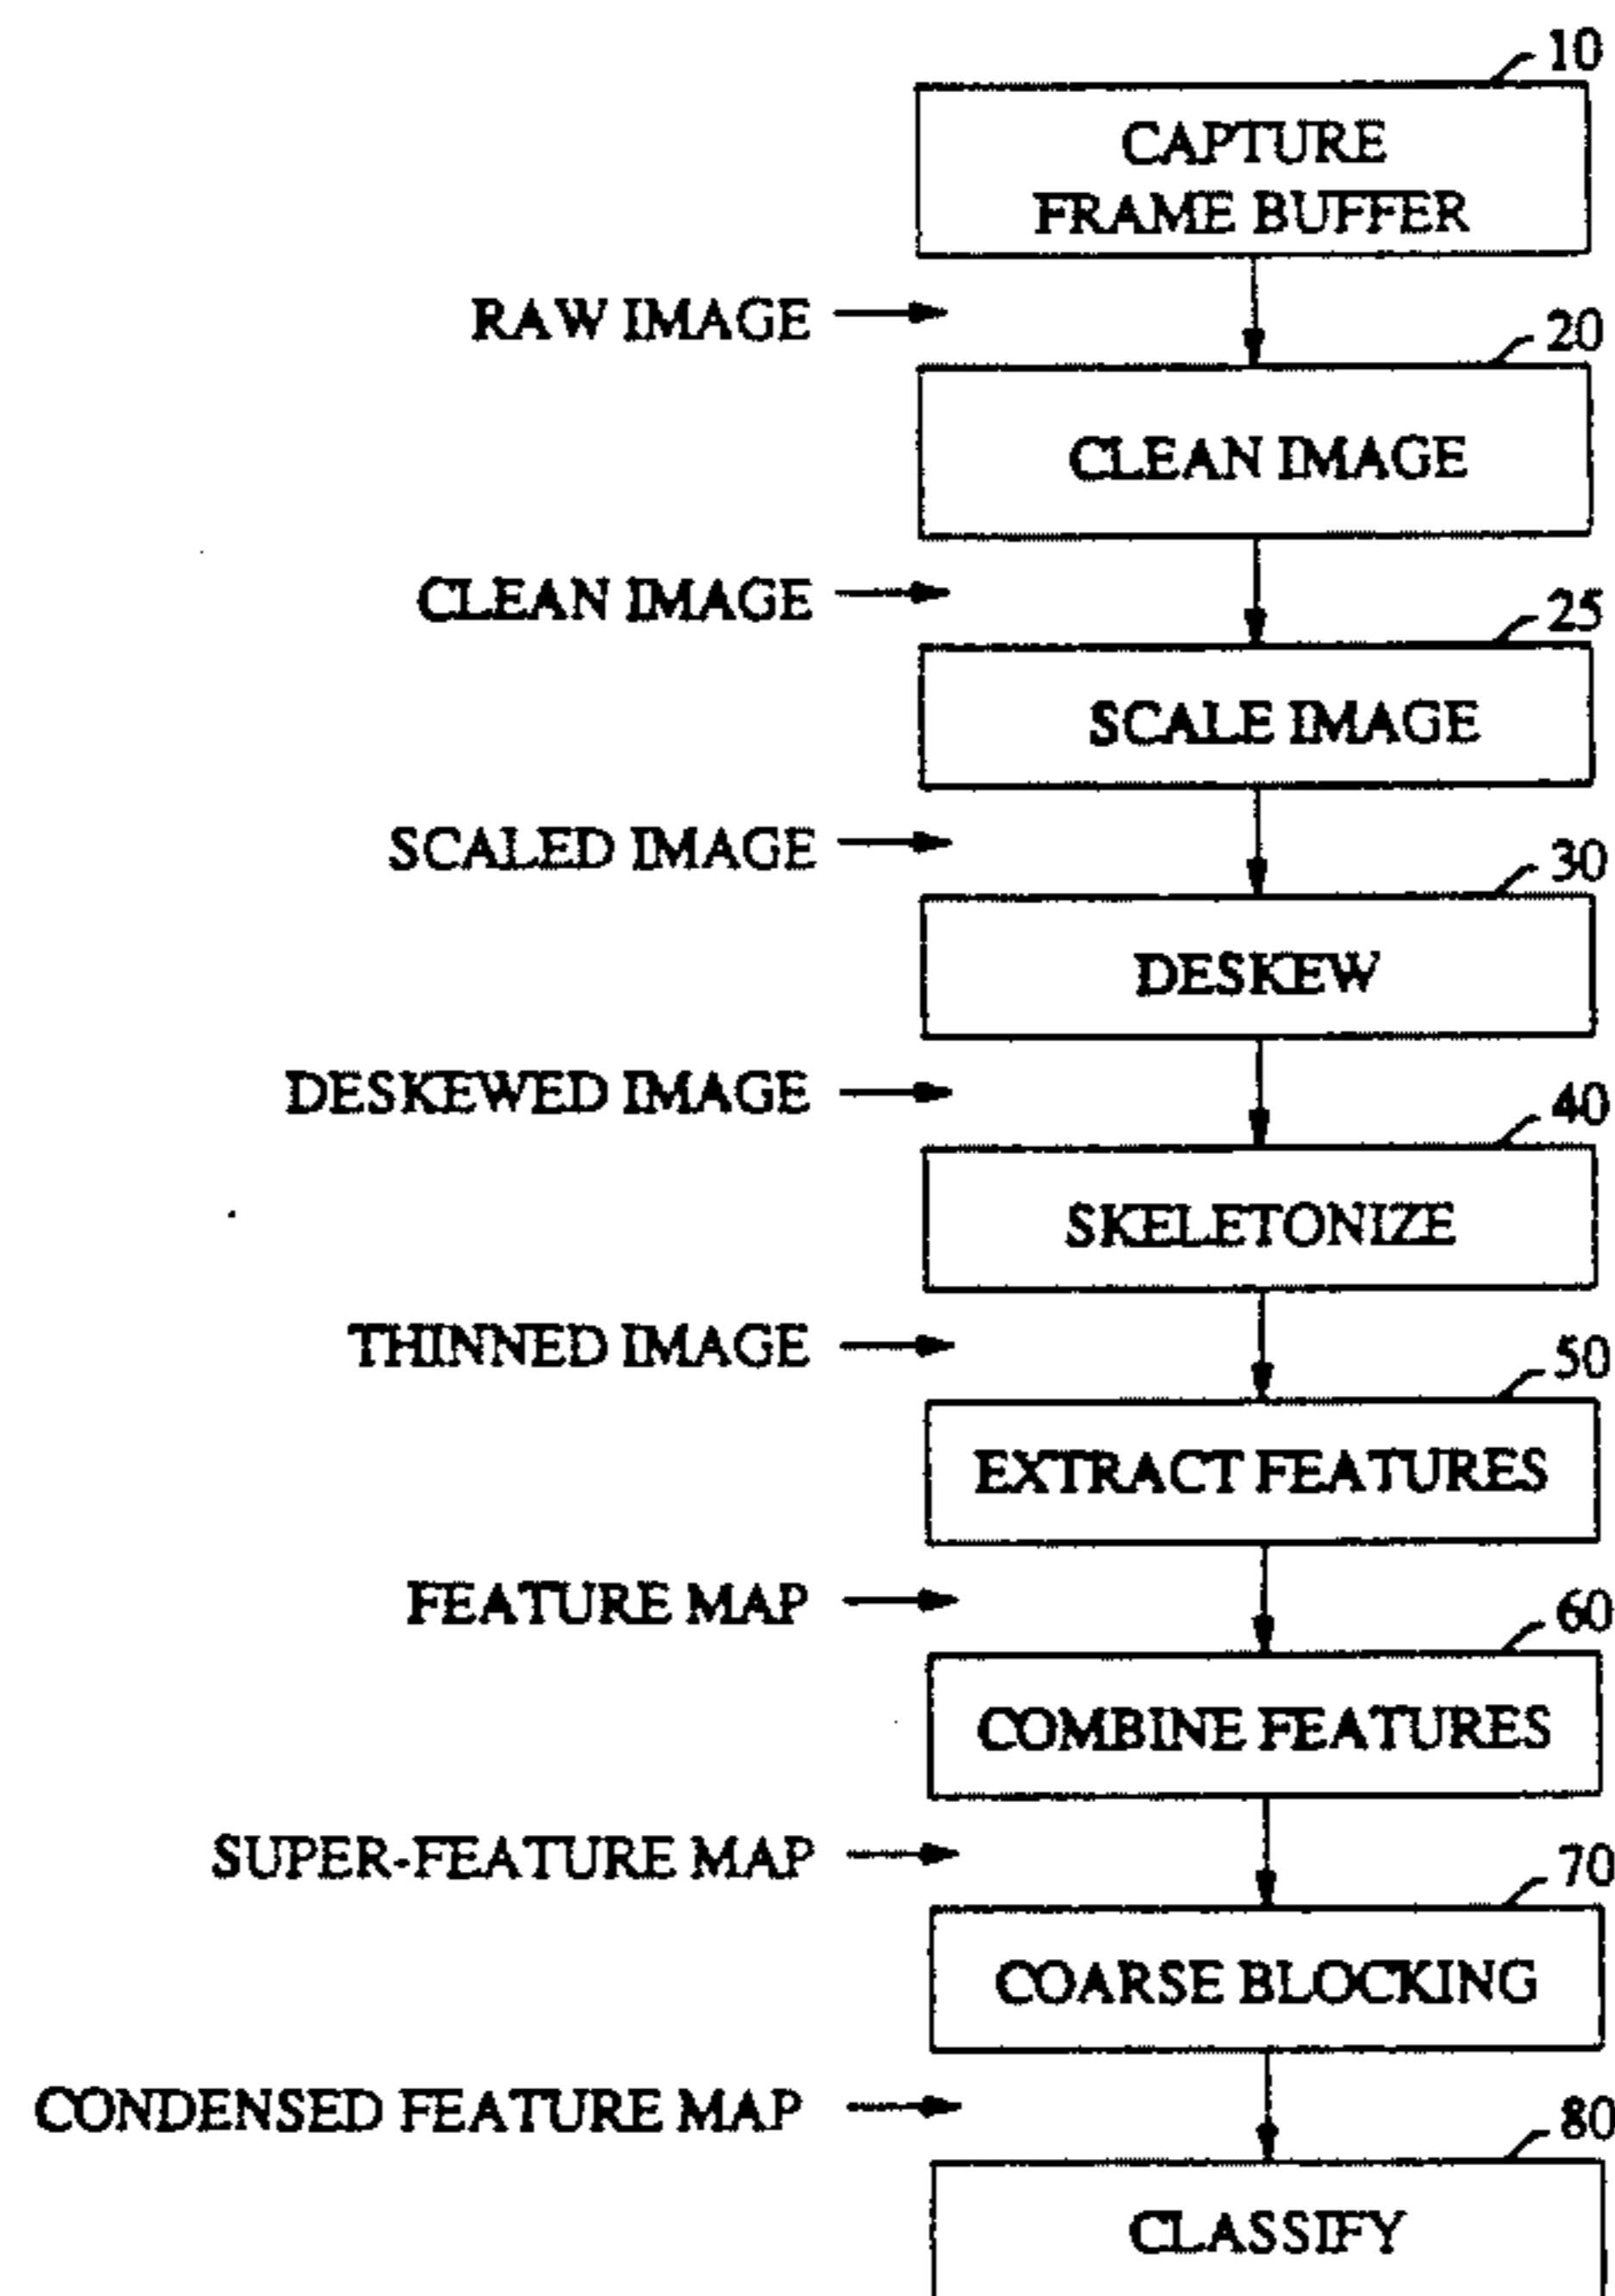 10
CAPTURE
FRAME BUFFER
RAW IMAGE
20
CLEAN IMAGE
CLEAN IMAGE
25
SCALE IMAGE
SCALED IMAGE
30
DESKEW
DESKEWED IMAGE
40
SKELETONIZE
THINNED IMAGE
50
EXTRACT FEATURES
FEATURE MAP
60
COMBINE FEATURES
SUPER-FEATURE MAP
70
COARSE BLOCKING
CONDENSED FEATURE MAP
80
CLASSIFY